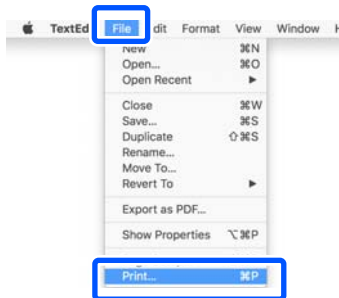 TextEd File dit Format View Window H
New ⌘N
Open... ⌘O
Open Recent ▶
Close ⌘W
Save... ⌘S
Duplicate ⇧⌘S
Rename...
Move To...
Revert To ▶
Export as PDF...
Show Properties ⌥⌘P
Print... ⌘P